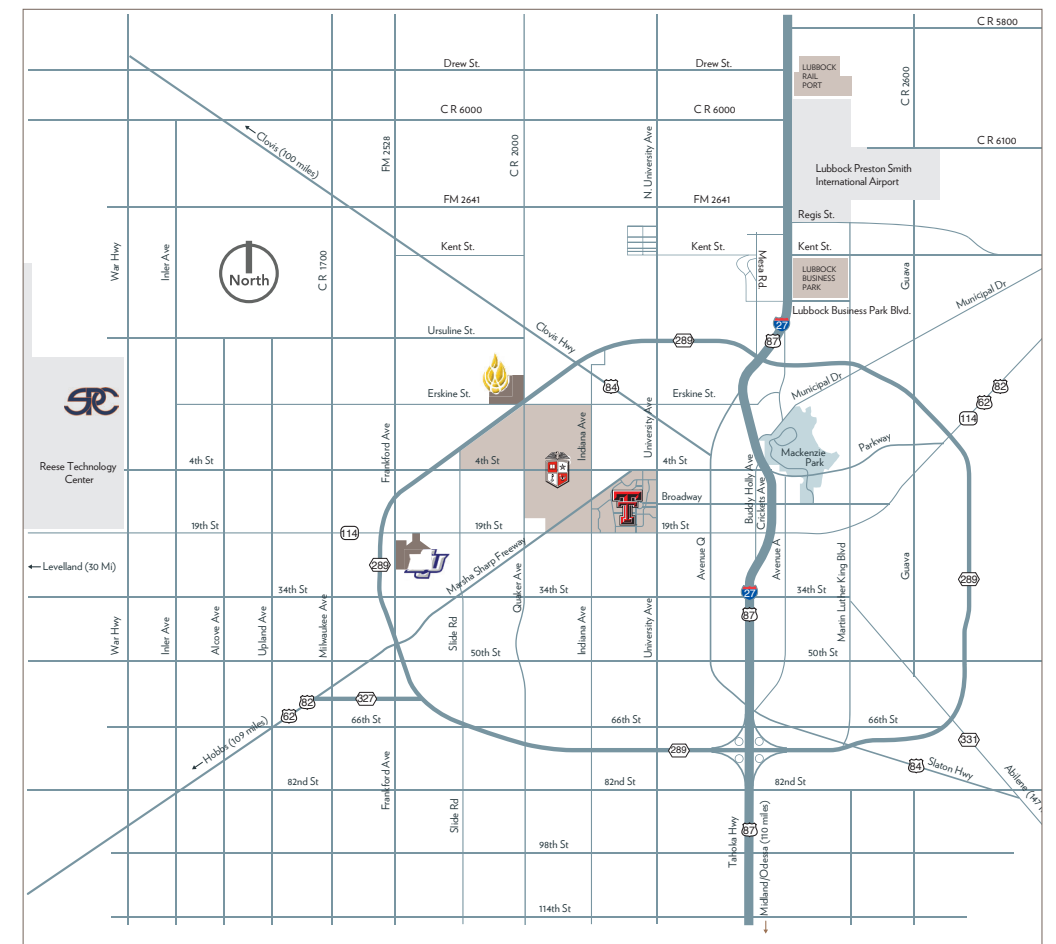 C R 5800
Drew St.
Drew St.
LUBBOCK
RAIL
PORT
C R 2600
C R 6000
C R 6000
Clovis (100 miles)
FM 2528
C R 2000
N. University Ave
C R 6100
Lubbock Preston Smith
International Airport
FM 2641
FM 2641
Regis St.
War Hwy
Inler Ave
North
C R 1700
Kent St.
Kent St.
Mesa Rd.
Kent St.
LUBBOCK
BUSINESS
PARK
Guava
Municipal Dr
Lubbock Business Park Blvd.
27
87
Ursuline St.
Clovis Hwy
289
84
Erskine St.
Erskine St.
Municipal Dr
82
62
114
SPC
Reese Technology
Center
Frankford Ave
Indiana Ave
University Ave
4th St
4th St
4th St
Mackenzie
Park
Parkway
Broadway
Buddy Holly Ave
Crickets Ave
T
19th St
19th St
19th St
114
289
LCU
Levelland (30 Mi)
Marsha Sharp Freeway
Quaker Ave
Avenue Q
Avenue A
Martin Luther King Blvd
Guava
289
34th St
34th St
34th St
27
87
War Hwy
Inler Ave
Alcove Ave
Upland Ave
Milwaukee Ave
Slide Rd
Indiana Ave
University Ave
50th St
50th St
82
62
327
66th St
66th St
66th St
Hobbs (109 miles)
289
331
84
Slaton Hwy
Abilene (147
82nd St
82nd St
82nd St
Frankford Ave
Slide Rd
Tahoka Hwy
87
Midland/Odessa (110 miles)
98th St
114th St